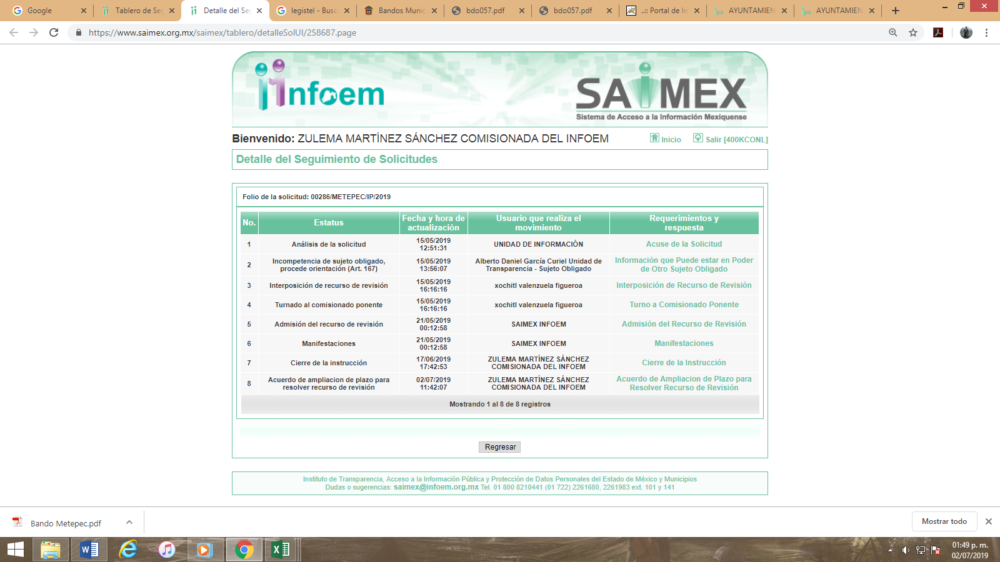 Google
Tablero de Seg
Detalle del Seg
legistel - Busc
Bandos Munic
bdo057.pdf
bdo057.pdf
..:: Portal de In
AYUNTAMIEN
AYUNTAMIEN
https://www.saimex.org.mx/saimex/tablero/detalleSolUI/258687.page
infoem
SAIMEX
Sistema de Acceso a la Información Mexiquense
Bienvenido: ZULEMA MARTÍNEZ SÁNCHEZ COMISIONADA DEL INFOEM
Inicio Salir [400KCONL]
Detalle del Seguimiento de Solicitudes
Folio de la solicitud: 00286/METEPEC/IP/2019
No. Estatus Fecha y hora de actualización Usuario que realiza el movimiento Requerimientos y respuesta
1 Análisis de la solicitud 15/05/2019 12:51:31 UNIDAD DE INFORMACIÓN Acuse de la Solicitud
2 Incompetencia de sujeto obligado, procede orientación (Art. 167) 15/05/2019 13:56:07 Alberto Daniel García Curiel Unidad de Transparencia - Sujeto Obligado Información que Puede estar en Poder de Otro Sujeto Obligado
3 Interposición de recurso de revisión 15/05/2019 16:16:16 xochitl valenzuela figueroa Interposición de Recurso de Revisión
4 Turnado al comisionado ponente 15/05/2019 16:16:16 xochitl valenzuela figueroa Turno a Comisionado Ponente
5 Admisión del recurso de revisión 21/05/2019 00:12:58 SAIMEX INFOEM Admisión del Recurso de Revisión
6 Manifestaciones 21/05/2019 00:12:58 SAIMEX INFOEM Manifestaciones
7 Cierre de la instrucción 17/06/2019 17:42:53 ZULEMA MARTÍNEZ SÁNCHEZ COMISIONADA DEL INFOEM Cierre de la Instrucción
8 Acuerdo de ampliacion de plazo para resolver recurso de revisión 02/07/2019 11:42:07 ZULEMA MARTÍNEZ SÁNCHEZ COMISIONADA DEL INFOEM Acuerdo de Ampliacion de Plazo para Resolver Recurso de Revisión
Mostrando 1 al 8 de 8 registros
Regresar
Instituto de Transparencia, Acceso a la Información Pública y Protección de Datos Personales del Estado de México y Municipios
Dudas o sugerencias: saimex@infoem.org.mx Tel. 01 800 8210441 (01 722) 2261680, 2261983 ext. 101 y 141
Bando Metepec.pdf
Mostrar todo
01:49 p. m.
02/07/2019